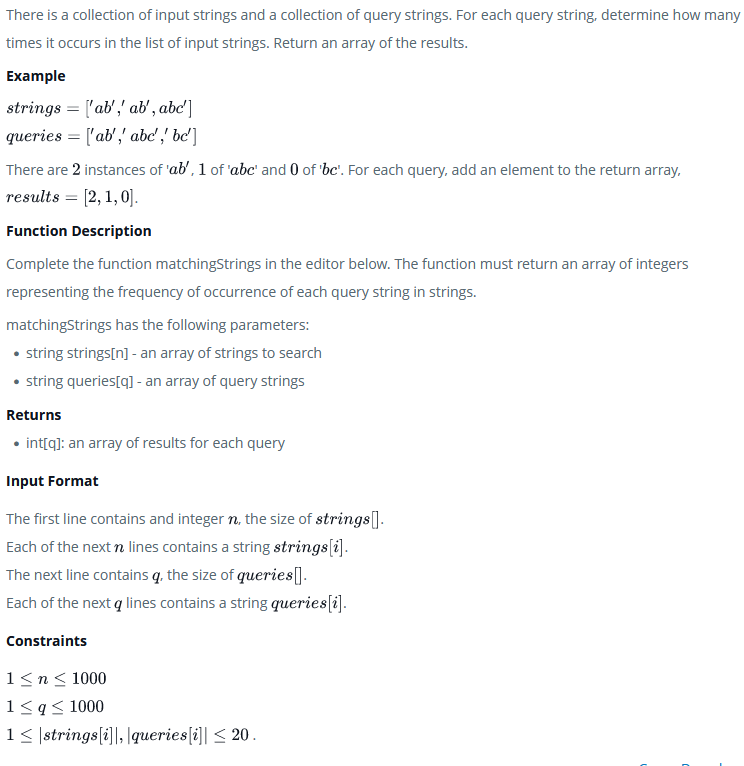 There is a collection of input strings and a collection of query strings. For each query string, determine how many
times it occurs in the list of input strings. Return an array of the results.
Example
strings = ['ab',' ab', abc']
queries = ['ab',' abc',' bc']
There are 2 instances of 'ab', 1 of 'abc' and 0 of 'bc'. For each query, add an element to the return array,
results = [2, 1, 0].
Function Description
Complete the function matchingStrings in the editor below. The function must return an array of integers
representing the frequency of occurrence of each query string in strings.
matchingStrings has the following parameters:
• string strings[n] - an array of strings to search
• string queries[q] - an array of query strings
Returns
• int[q]: an array of results for each query
Input Format
The first line contains and integer n, the size of strings[].
Each of the next n lines contains a string strings[i].
The next line contains q, the size of queries[].
Each of the next q lines contains a string queries[i].
Constraints
1 ≤ n ≤ 1000
1 ≤ q ≤ 1000
1 ≤ |strings[i]|, |queries[i]| ≤ 20 .